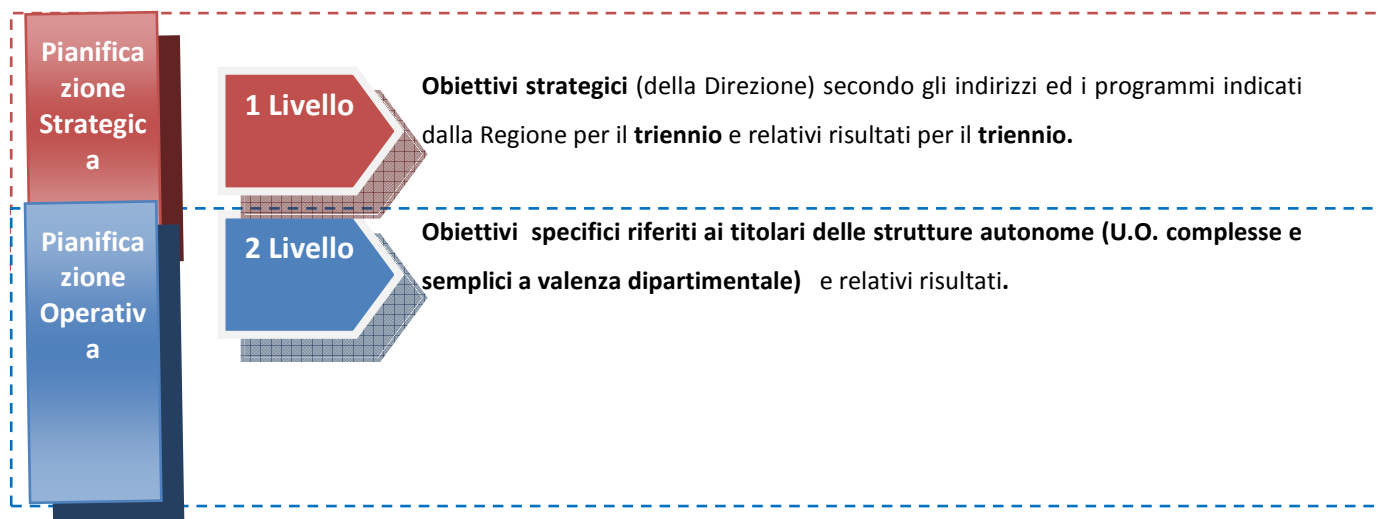 Pianifica
zione
Strategic
a
1 Livello
Obiettivi strategici (della Direzione) secondo gli indirizzi ed i programmi indicati
dalla Regione per il triennio e relativi risultati per il triennio.
Pianifica
zione
Operativ
a
2 Livello
Obiettivi specifici riferiti ai titolari delle strutture autonome (U.O. complesse e
semplici a valenza dipartimentale) e relativi risultati.